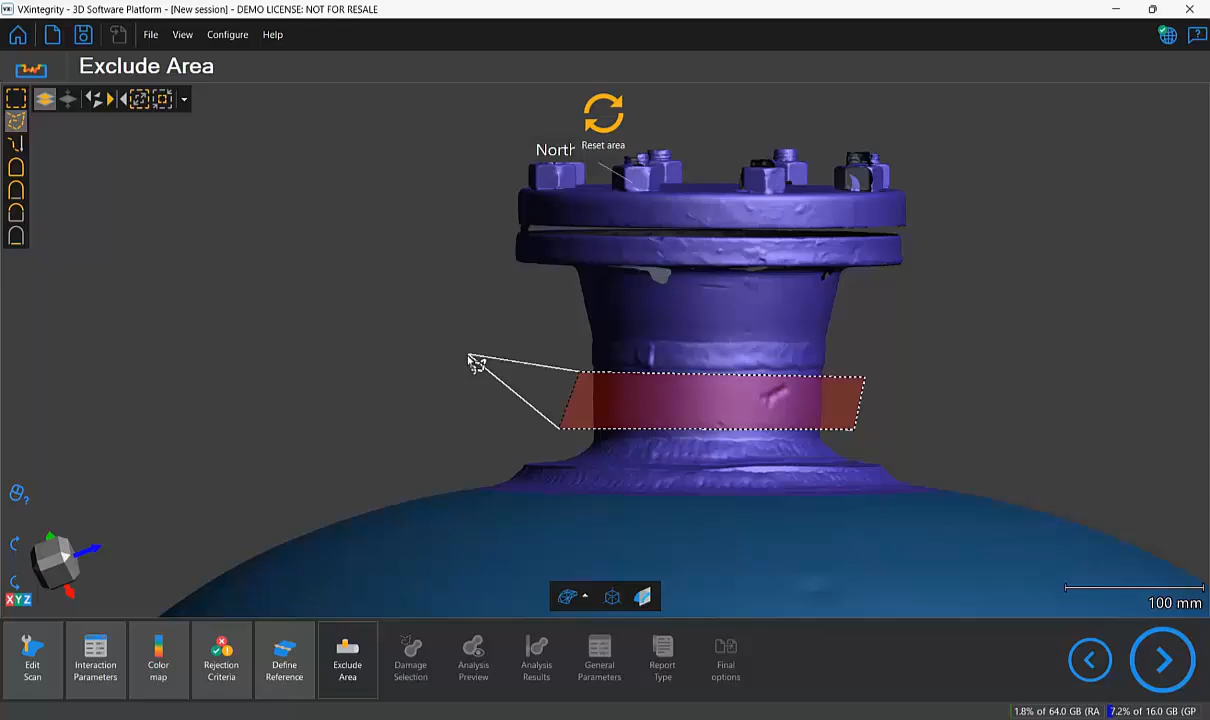 VXintegrity - 3D Software Platform - [New session] - DEMO LICENSE: NOT FOR RESALE
File View Configure Help
Exclude Area
Reset area
North
100 mm
XYZ
Edit Scan
Interaction Parameters
Color map
Rejection Criteria
Define Reference
Exclude Area
Damage Selection
Analysis Preview
Analysis Results
General Parameters
Report Type
Final options
1.8% of 64.0 GB (RA
7.2% of 16.0 GB (GP